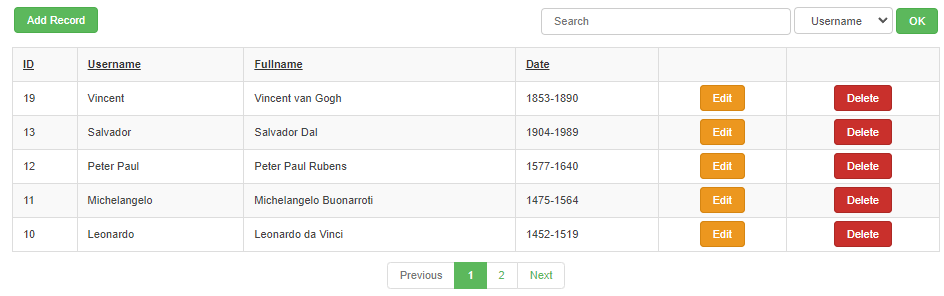 Add Record Search Username OK
ID Username Fullname Date
19 Vincent Vincent van Gogh 1853-1890 Edit Delete
13 Salvador Salvador Dal 1904-1989 Edit Delete
12 Peter Paul Peter Paul Rubens 1577-1640 Edit Delete
11 Michelangelo Michelangelo Buonarroti 1475-1564 Edit Delete
10 Leonardo Leonardo da Vinci 1452-1519 Edit Delete
Previous 1 2 Next